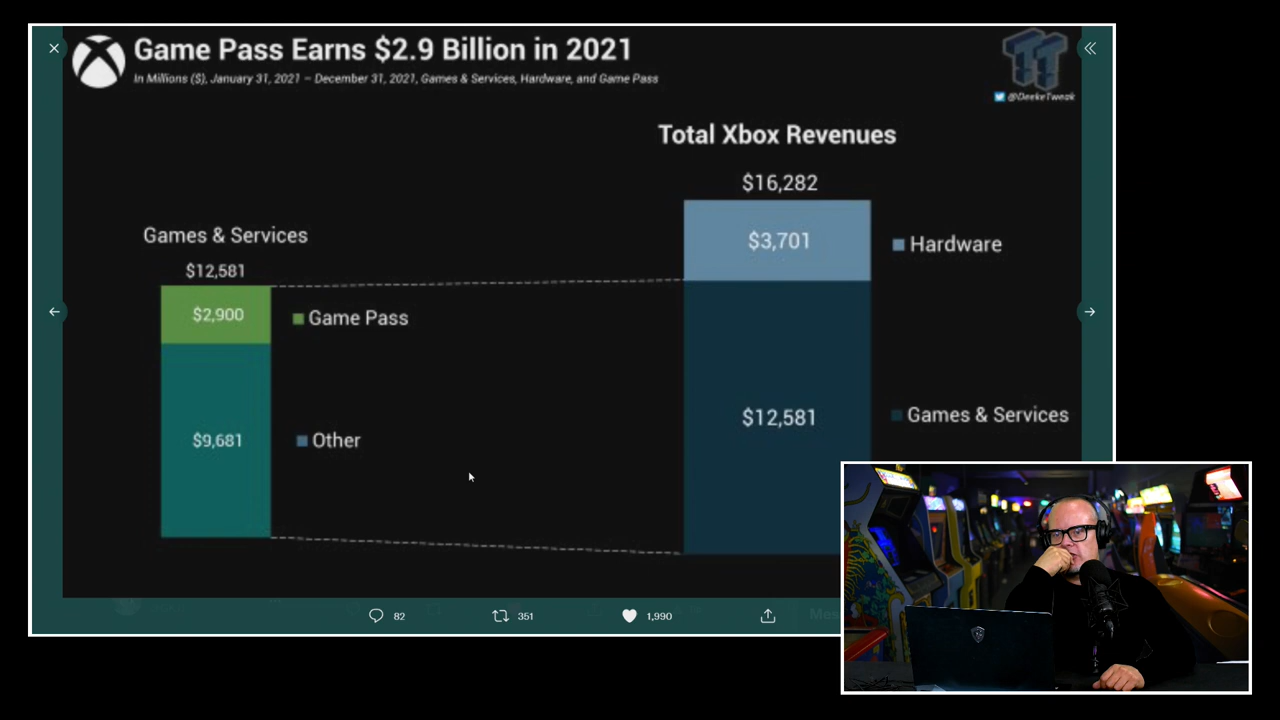 Game Pass Earns $2.9 Billion in 2021
In Millions ($), January 31, 2021 – December 31, 2021, Games & Services, Hardware, and Game Pass
@DeekeTweak
Total Xbox Revenues
$16,282
$3,701
Hardware
Games & Services
$12,581
$2,900
Game Pass
$9,681
Other
$12,581
Games & Services
82
351
1,990